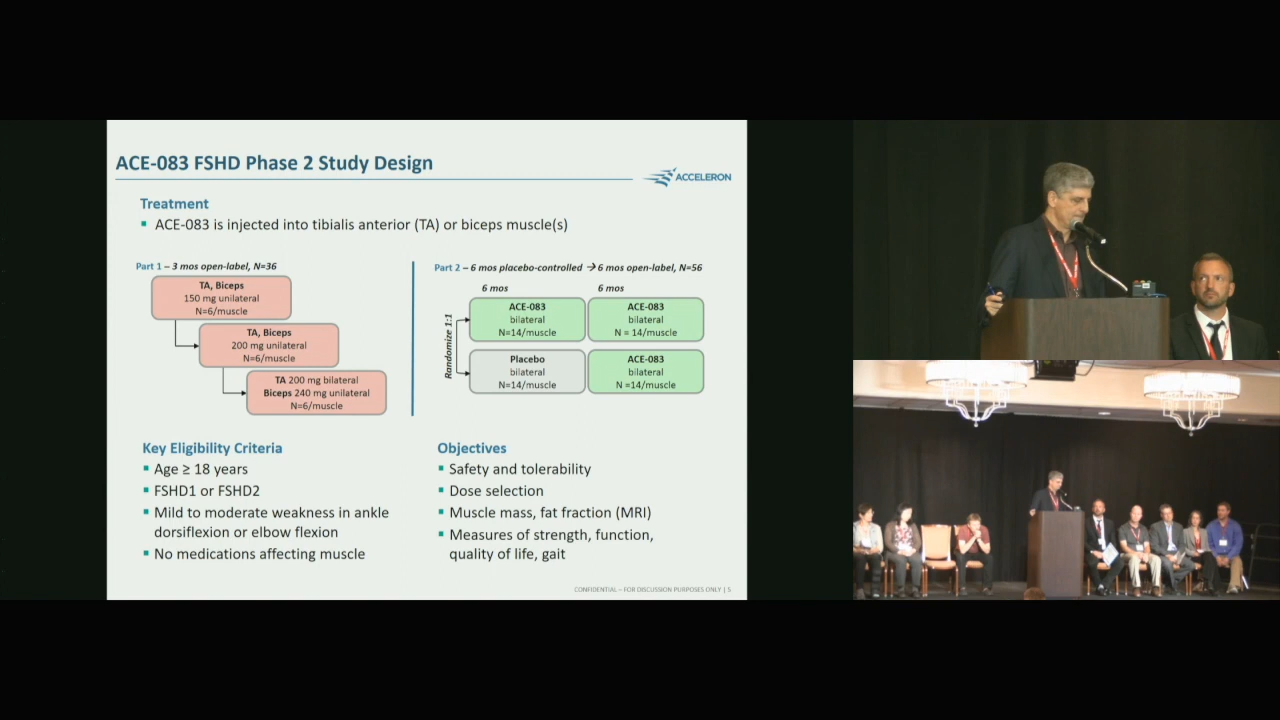 ACE-083 FSHD Phase 2 Study Design
ACCELERON
Treatment
▪ ACE-083 is injected into tibialis anterior (TA) or biceps muscle(s)
Part 1 – 3 mos open-label, N=36
TA, Biceps
150 mg unilateral
N=6/muscle
TA, Biceps
200 mg unilateral
N=6/muscle
TA 200 mg bilateral
Biceps 240 mg unilateral
N=6/muscle
Part 2 – 6 mos placebo-controlled → 6 mos open-label, N=56
6 mos
6 mos
Randomize 1:1
ACE-083
bilateral
N=14/muscle
ACE-083
bilateral
N = 14/muscle
Placebo
bilateral
N=14/muscle
ACE-083
bilateral
N =14/muscle
Key Eligibility Criteria
▪ Age ≥ 18 years
▪ FSHD1 or FSHD2
▪ Mild to moderate weakness in ankle
dorsiflexion or elbow flexion
▪ No medications affecting muscle
Objectives
▪ Safety and tolerability
▪ Dose selection
▪ Muscle mass, fat fraction (MRI)
▪ Measures of strength, function,
quality of life, gait
CONFIDENTIAL – FOR DISCUSSION PURPOSES ONLY | 5